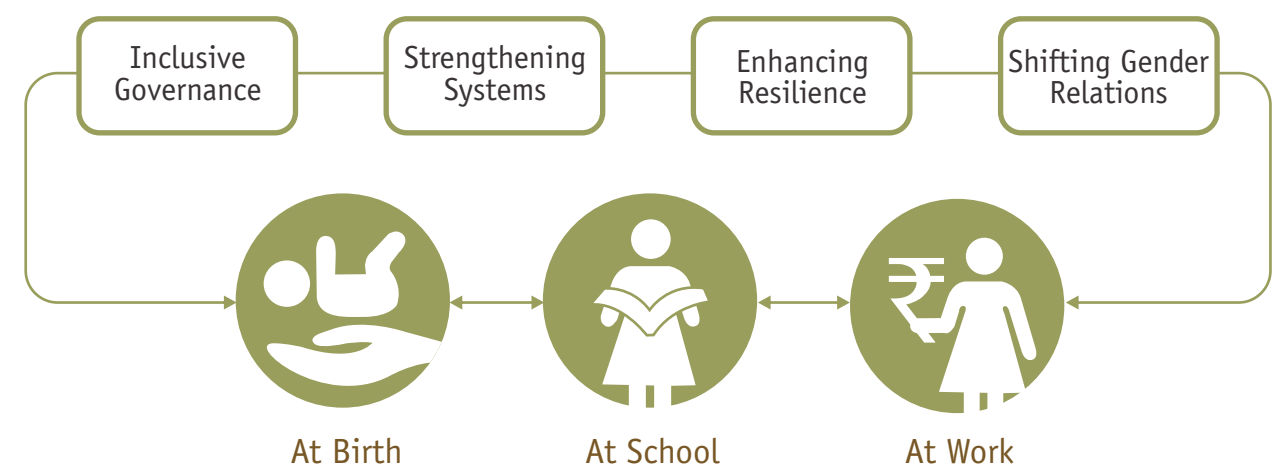 Inclusive
Governance
Strengthening
Systems
Enhancing
Resilience
Shifting Gender
Relations
₹
At Birth
At School
At Work